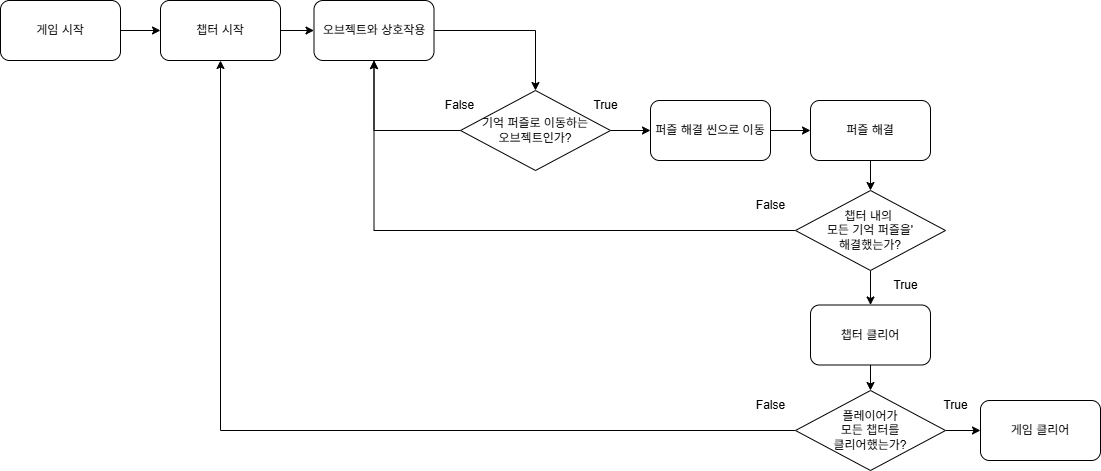 게임 시작
챕터 시작
오브젝트와 상호작용
False
True
기억 퍼즐로 이동하는
오브젝트인가?
퍼즐 해결 씬으로 이동
퍼즐 해결
False
챕터 내의
모든 기억 퍼즐을'
해결했는가?
True
챕터 클리어
False
True
플레이어가
모든 챕터를
클리어했는가?
게임 클리어